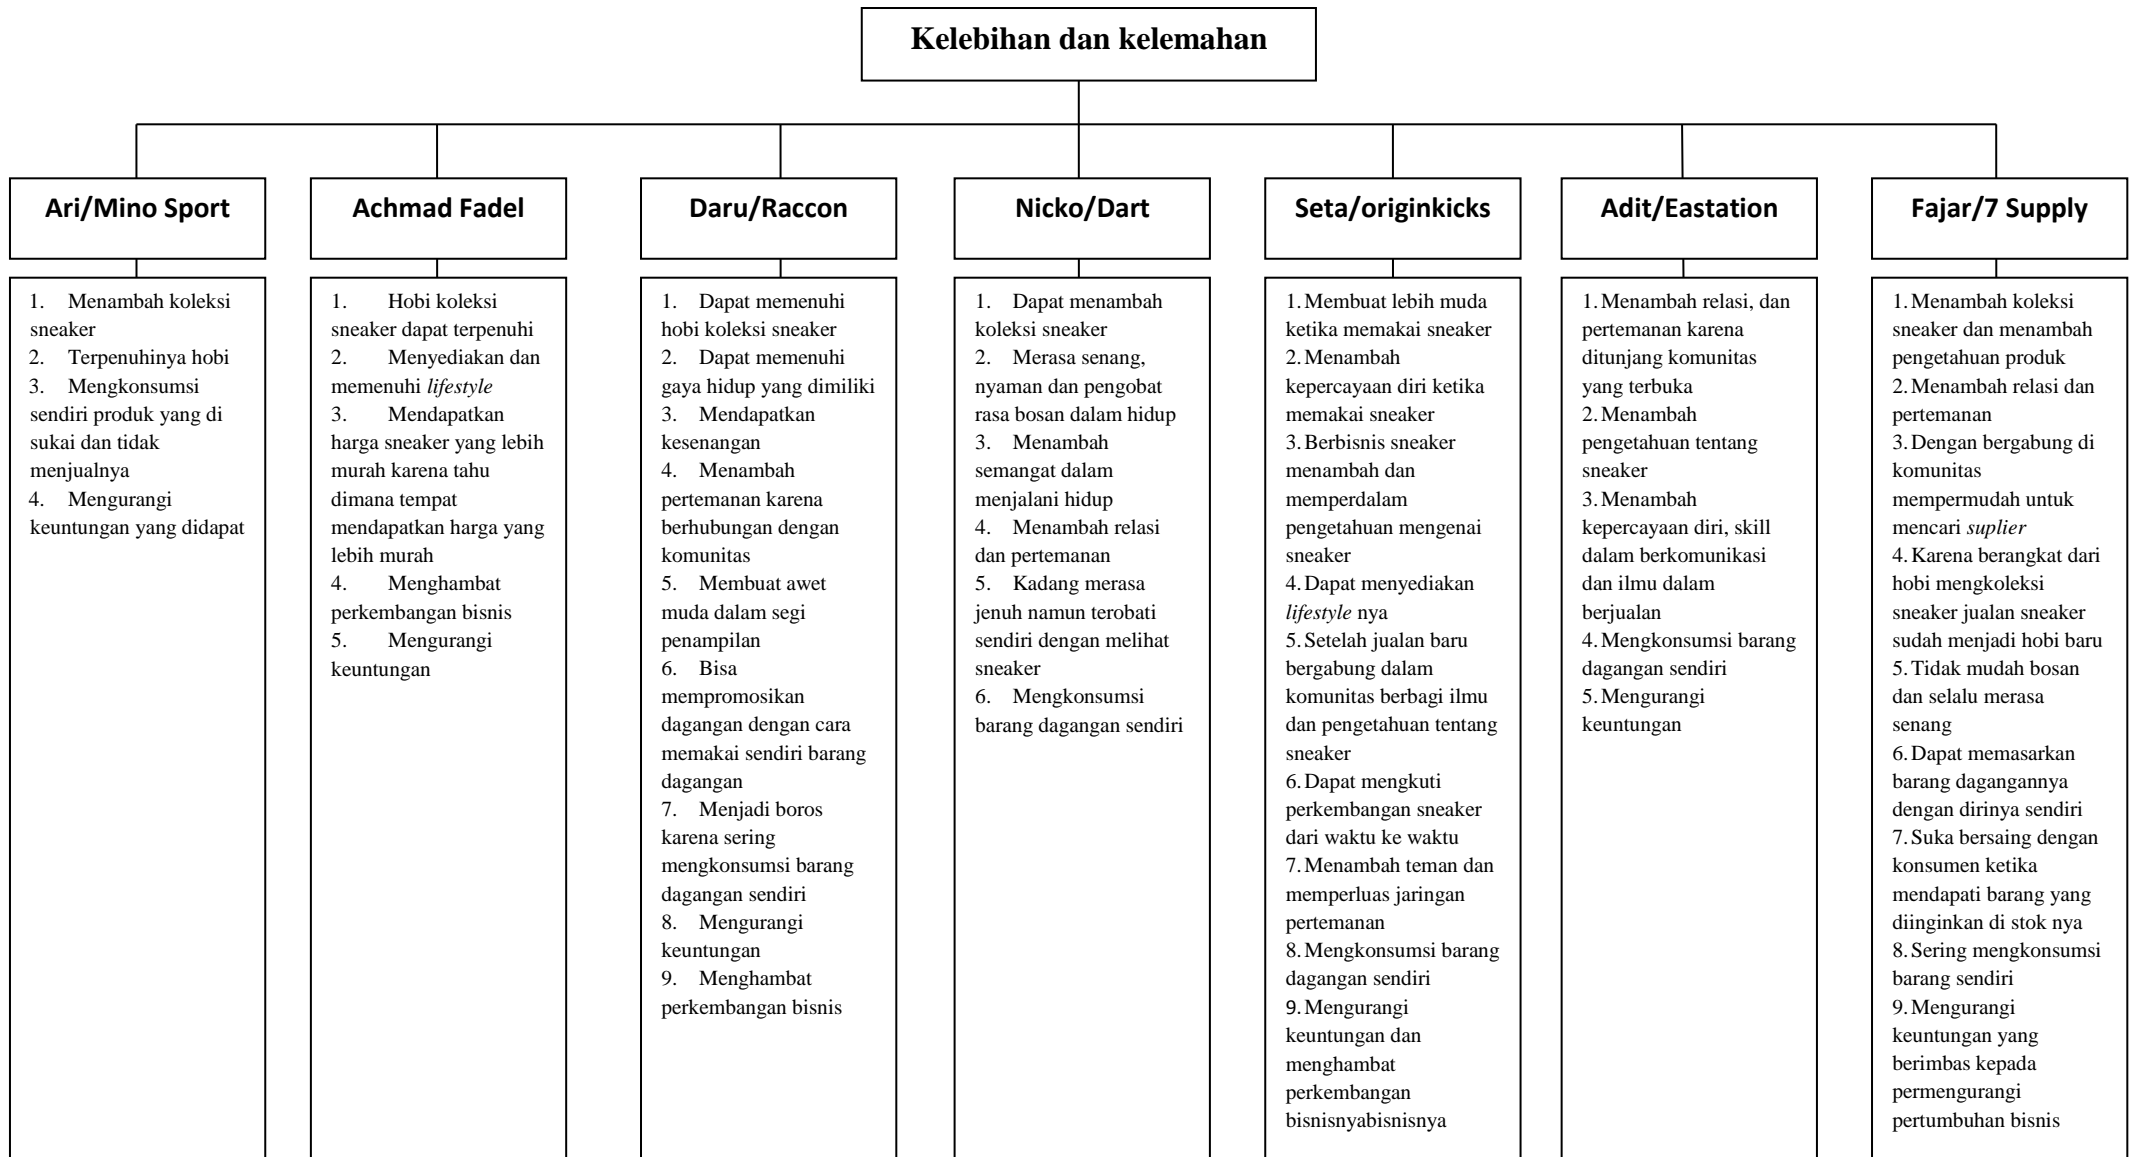 Kelebihan dan kelemahan
Ari/Mino Sport
1. Menambah koleksi
sneaker
2. Terpenuhinya hobi
3. Mengkonsumsi
sendiri produk yang di
sukai dan tidak
menjualnya
4. Mengurangi
keuntungan yang didapat
Achmad Fadel
1. Hobi koleksi
sneaker dapat terpenuhi
2. Menyediakan dan
memenuhi lifestyle
3. Mendapatkan
harga sneaker yang lebih
murah karena tahu
dimana tempat
mendapatkan harga yang
lebih murah
4. Menghambat
perkembangan bisnis
5. Mengurangi
keuntungan
Daru/Raccon
1. Dapat memenuhi
hobi koleksi sneaker
2. Dapat memenuhi
gaya hidup yang dimiliki
3. Mendapatkan
kesenangan
4. Menambah
pertemanan karena
berhubungan dengan
komunitas
5. Membuat awet
muda dalam segi
penampilan
6. Bisa
mempromosikan
dagangan dengan cara
memakai sendiri barang
dagangan
7. Menjadi boros
karena sering
mengkonsumsi barang
dagangan sendiri
8. Mengurangi
keuntungan
9. Menghambat
perkembangan bisnis
Nicko/Dart
1. Dapat menambah
koleksi sneaker
2. Merasa senang,
nyaman dan pengobat
rasa bosan dalam hidup
3. Menambah
semangat dalam
menjalani hidup
4. Menambah relasi
dan pertemanan
5. Kadang merasa
jenuh namun terobati
sendiri dengan melihat
sneaker
6. Mengkonsumsi
barang dagangan sendiri
Seta/originkicks
1. Membuat lebih muda
ketika memakai sneaker
2. Menambah
kepercayaan diri ketika
memakai sneaker
3. Berbisnis sneaker
menambah dan
memperdalam
pengetahuan mengenai
sneaker
4. Dapat menyediakan
lifestyle nya
5. Setelah jualan baru
bergabung dalam
komunitas berbagi ilmu
dan pengetahuan tentang
sneaker
6. Dapat mengkuti
perkembangan sneaker
dari waktu ke waktu
7. Menambah teman dan
memperluas jaringan
pertemanan
8. Mengkonsumsi barang
dagangan sendiri
9. Mengurangi
keuntungan dan
menghambat
perkembangan
bisnisnyabisnisnya
Adit/Eastation
1. Menambah relasi, dan
pertemanan karena
ditunjang komunitas
yang terbuka
2. Menambah
pengetahuan tentang
sneaker
3. Menambah
kepercayaan diri, skill
dalam berkomunikasi
dan ilmu dalam
berjualan
4. Mengkonsumsi barang
dagangan sendiri
5. Mengurangi
keuntungan
Fajar/7 Supply
1. Menambah koleksi
sneaker dan menambah
pengetahuan produk
2. Menambah relasi dan
pertemanan
3. Dengan bergabung di
komunitas
mempermudah untuk
mencari suplier
4. Karena berangkat dari
hobi mengkoleksi
sneaker jualan sneaker
sudah menjadi hobi baru
5. Tidak mudah bosan
dan selalu merasa
senang
6. Dapat memasarkan
barang dagangannya
dengan dirinya sendiri
7. Suka bersaing dengan
konsumen ketika
mendapati barang yang
diinginkan di stok nya
8. Sering mengkonsumsi
barang sendiri
9. Mengurangi
keuntungan yang
berimbas kepada
permengurangi
pertumbuhan bisnis